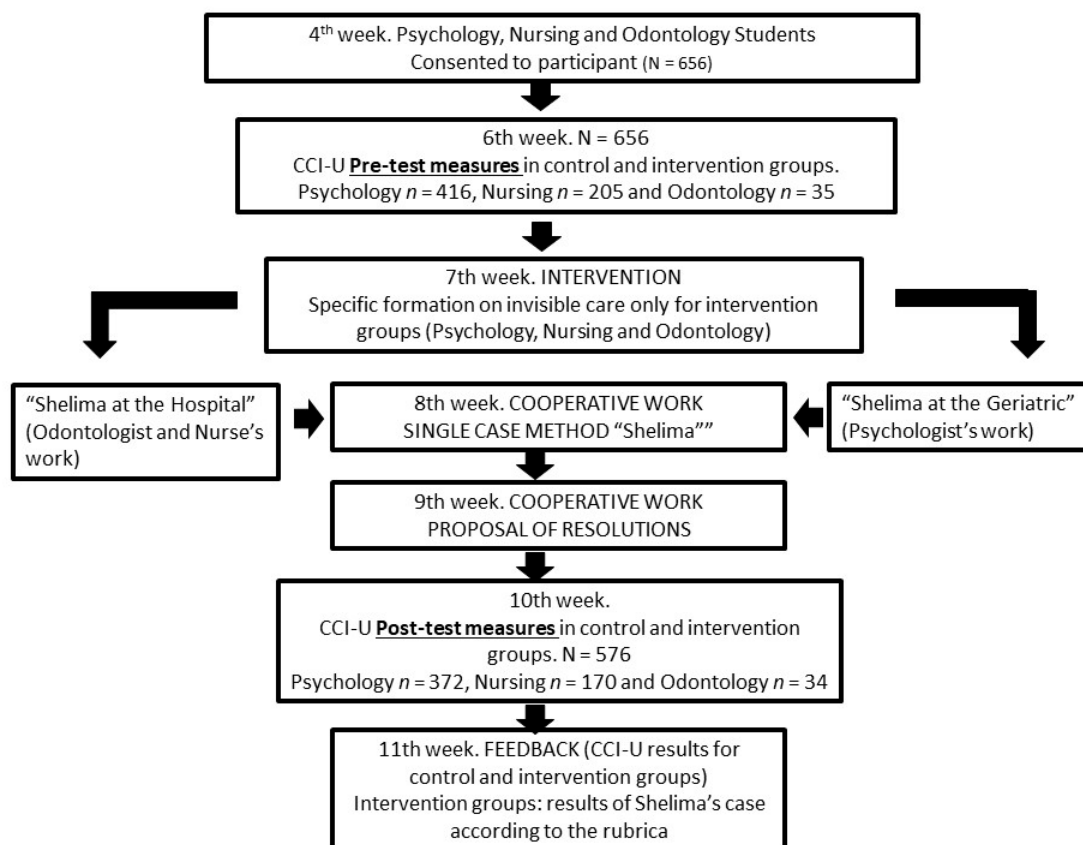 4th week. Psychology, Nursing and Odontology Students
Consented to participant (N = 656)
6th week. N = 656
CCI-U Pre-test measures in control and intervention groups.
Psychology n = 416, Nursing n = 205 and Odontology n = 35
7th week. INTERVENTION
Specific formation on invisible care only for intervention
groups (Psychology, Nursing and Odontology)
“Shelima at the Hospital”
(Odontologist and Nurse’s
work)
8th week. COOPERATIVE WORK
SINGLE CASE METHOD “Shelima””
“Shelima at the Geriatric”
(Psychologist’s work)
9th week. COOPERATIVE WORK
PROPOSAL OF RESOLUTIONS
10th week.
CCI-U Post-test measures in control and intervention
groups. N = 576
Psychology n = 372, Nursing n = 170 and Odontology n = 34
11th week. FEEDBACK (CCI-U results for
control and intervention groups)
Intervention groups: results of Shelima’s case
according to the rubrica